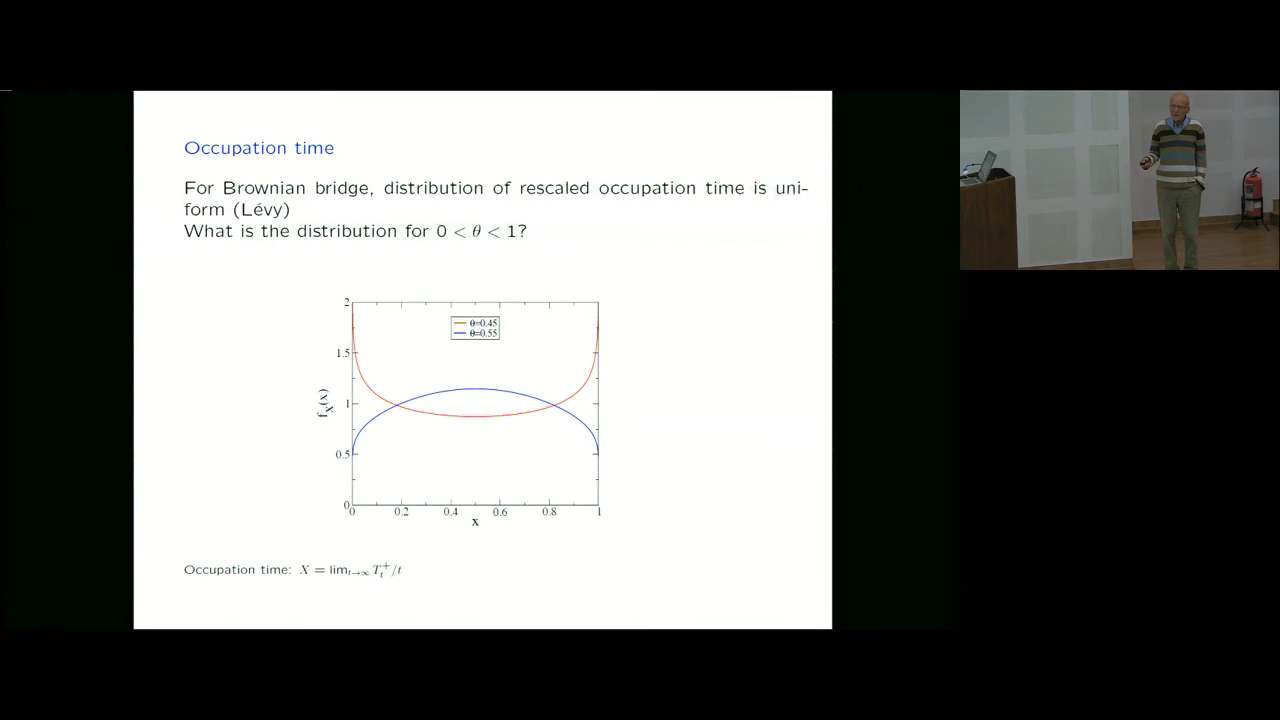 Occupation time
For Brownian bridge, distribution of rescaled occupation time is uni-
form (Lévy)
What is the distribution for 0 < θ < 1?
2
1.5
1
0.5
0
f_X(x)
θ=0.45
θ=0.55
0 0.2 0.4 0.6 0.8 1
x
Occupation time: X = lim_{t→∞} T_t^+/t